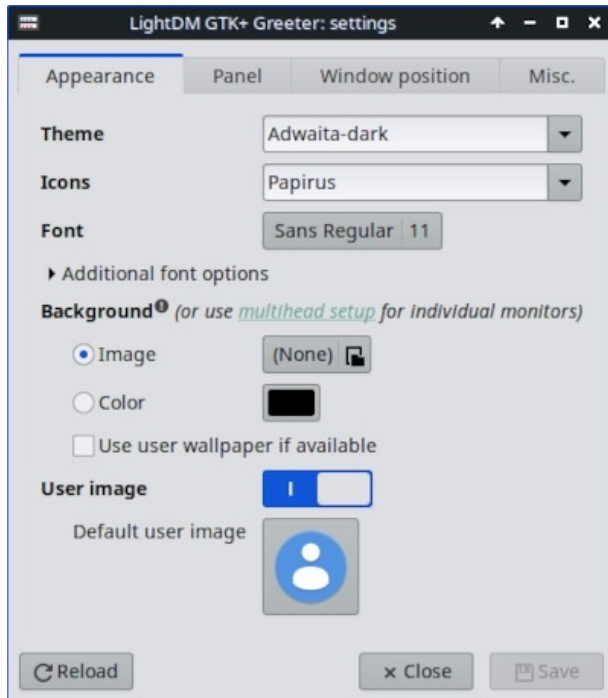 LightDM GTK+ Greeter: settings
Appearance Panel Window position Misc.
Theme Adwaita-dark
Icons Papirus
Font Sans Regular 11
Additional font options
Background (or use multihead setup for individual monitors)
Image (None)
Color
Use user wallpaper if available
User image
Default user image
Reload Close Save